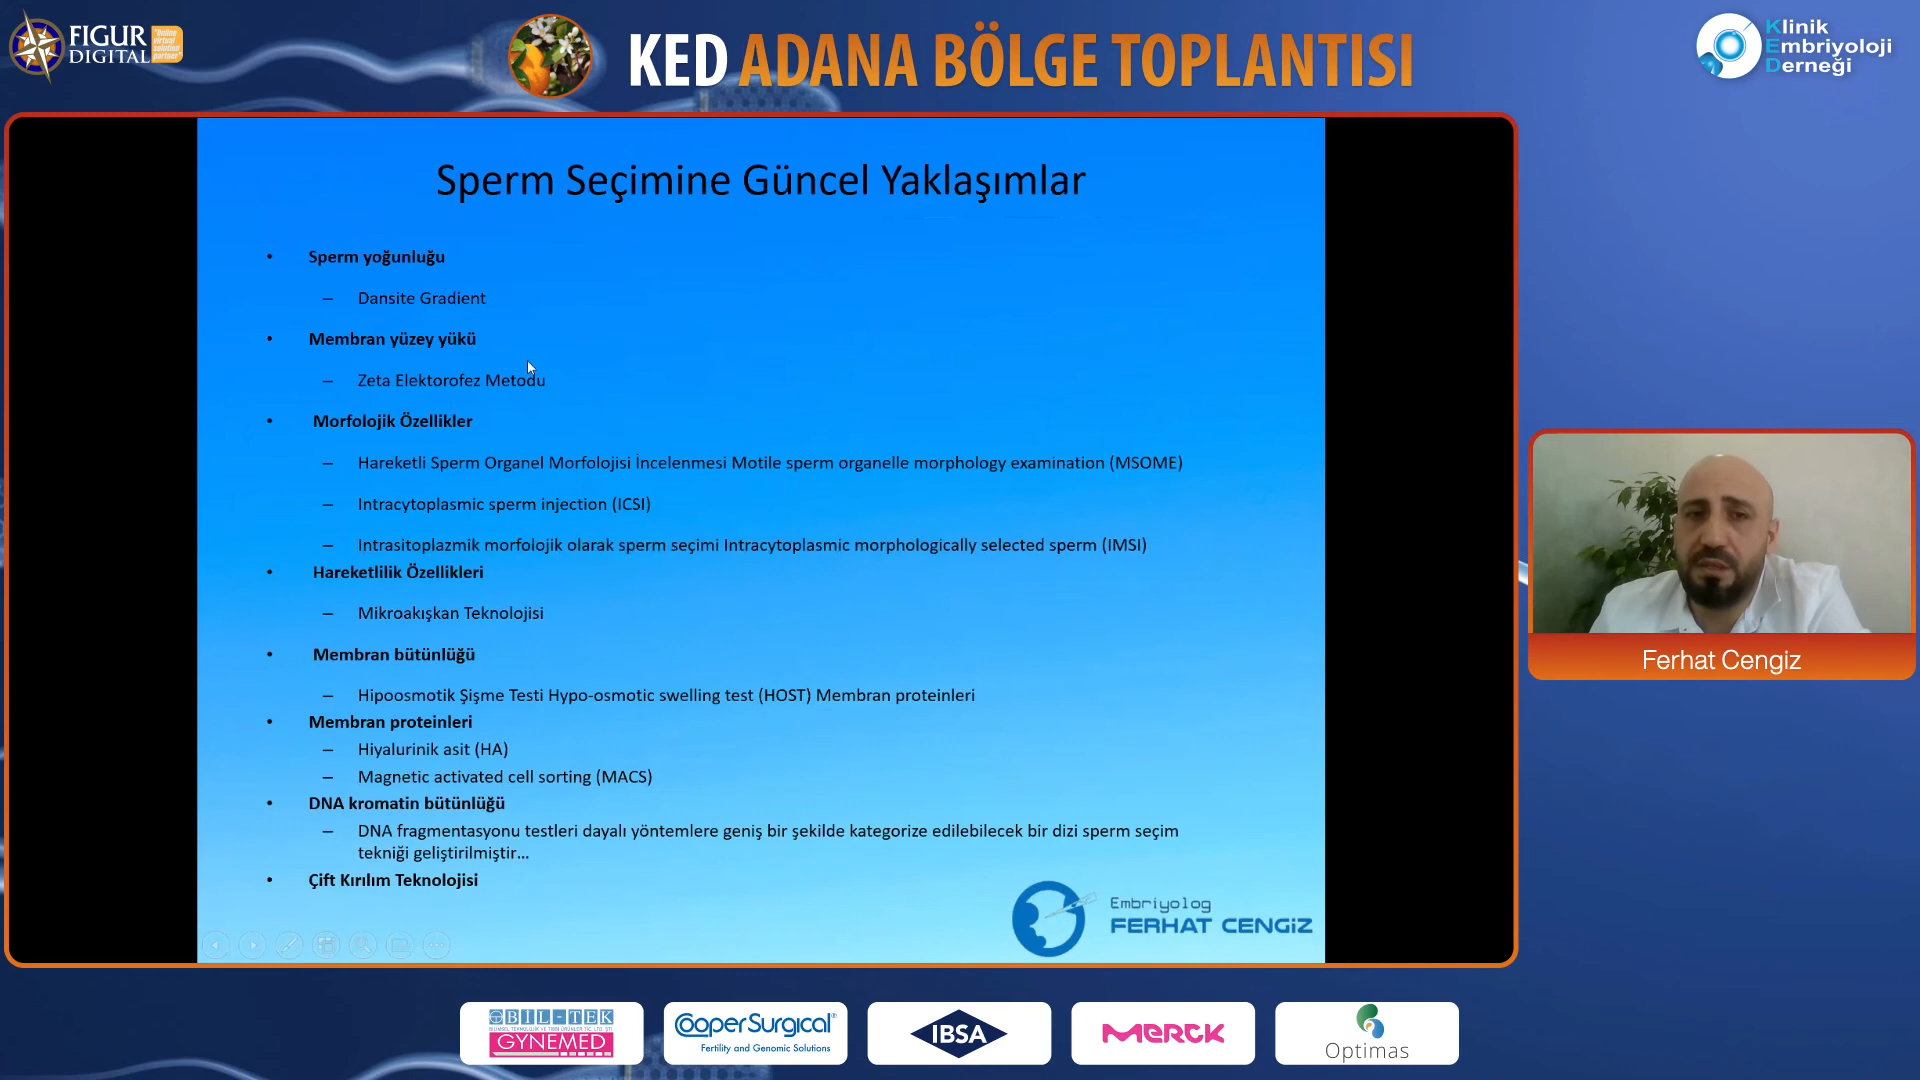 FIGUR
DIGITAL
"Online
virtual
solution
partner"
KED ADANA BÖLGE TOPLANTISI
Klinik
Embriyoloji
Derneği
Sperm Seçimine Güncel Yaklaşımlar
• Sperm yoğunluğu
– Dansite Gradient
• Membran yüzey yükü
– Zeta Elektorofez Metodu
• Morfolojik Özellikler
– Hareketli Sperm Organel Morfolojisi İncelenmesi Motile sperm organelle morphology examination (MSOME)
– Intracytoplasmic sperm injection (ICSI)
– Intrasitoplazmik morfolojik olarak sperm seçimi Intracytoplasmic morphologically selected sperm (IMSI)
• Hareketlilik Özellikleri
– Mikroakışkan Teknolojisi
• Membran bütünlüğü
– Hipoosmotik Şişme Testi Hypo-osmotic swelling test (HOST) Membran proteinleri
• Membran proteinleri
– Hiyalurinik asit (HA)
– Magnetic activated cell sorting (MACS)
• DNA kromatin bütünlüğü
– DNA fragmentasyonu testleri dayalı yöntemlere geniş bir şekilde kategorize edilebilecek bir dizi sperm seçim
tekniği geliştirilmiştir...
• Çift Kırılım Teknolojisi
Embriyolog
FERHAT CENGİZ
Ferhat Cengiz
BIL-TEK
GYNEMED
CooperSurgical®
Fertility and Genomic Solutions
IBSA
MERCK
Optimas